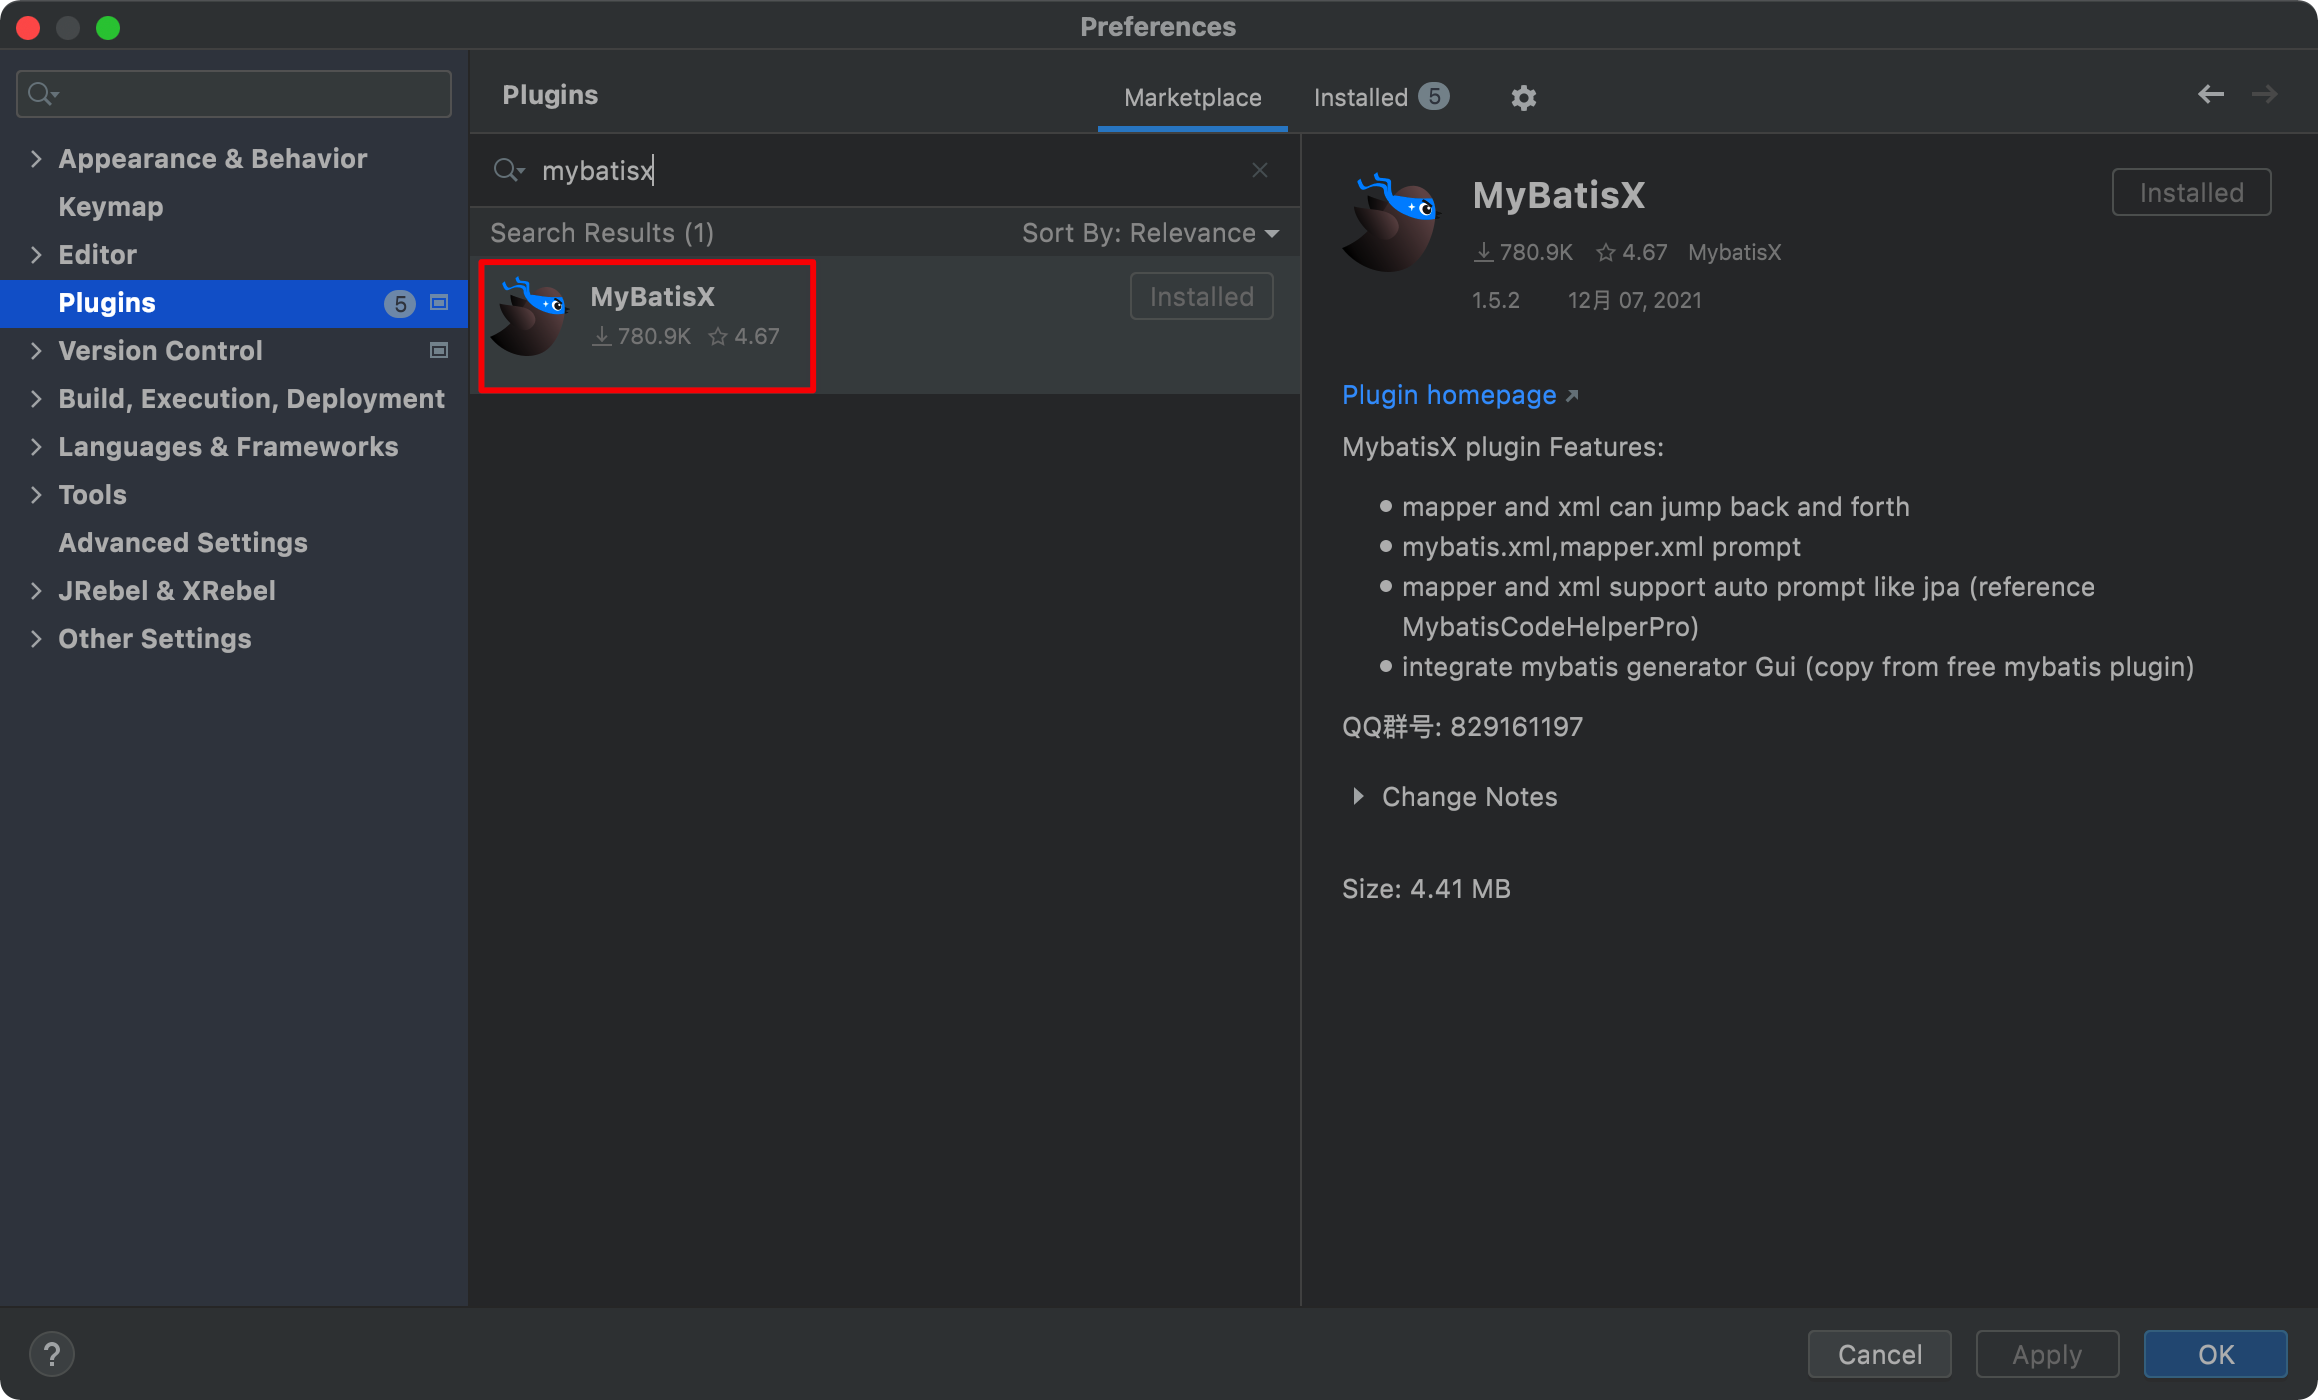 Preferences
Appearance & Behavior
Keymap
Editor
Plugins 5
Version Control
Build, Execution, Deployment
Languages & Frameworks
Tools
Advanced Settings
JRebel & XRebel
Other Settings
Plugins
Marketplace
Installed 5
mybatisx
Search Results (1)
Sort By: Relevance
MyBatisX
780.9K 4.67
Installed
MyBatisX
Installed
780.9K 4.67 MybatisX
1.5.2 12月 07, 2021
Plugin homepage
MybatisX plugin Features:
mapper and xml can jump back and forth
mybatis.xml,mapper.xml prompt
mapper and xml support auto prompt like jpa (reference
MybatisCodeHelperPro)
integrate mybatis generator Gui (copy from free mybatis plugin)
QQ群号: 829161197
Change Notes
Size: 4.41 MB
?
Cancel
Apply
OK